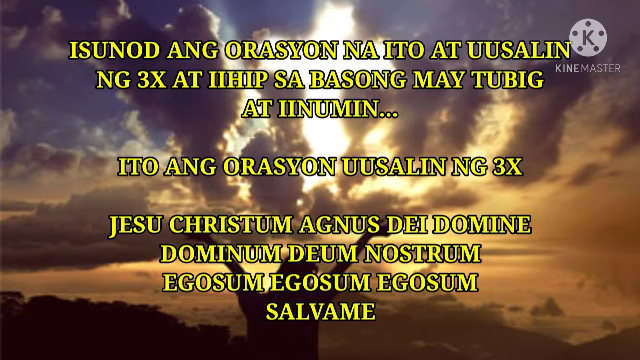 ISUNOD ANG ORASYON NA ITO AT UUSALIN
NG 3X AT IIHIP SA BASONG MAY TUBIG
AT IINUMIN...
ITO ANG ORASYON UUSALIN NG 3X
JESU CHRISTUM AGNUS DEI DOMINE
DOMINUM DEUM NOSTRUM
EGOSUM EGOSUM EGOSUM
SALVAME
K
KINEMASTER